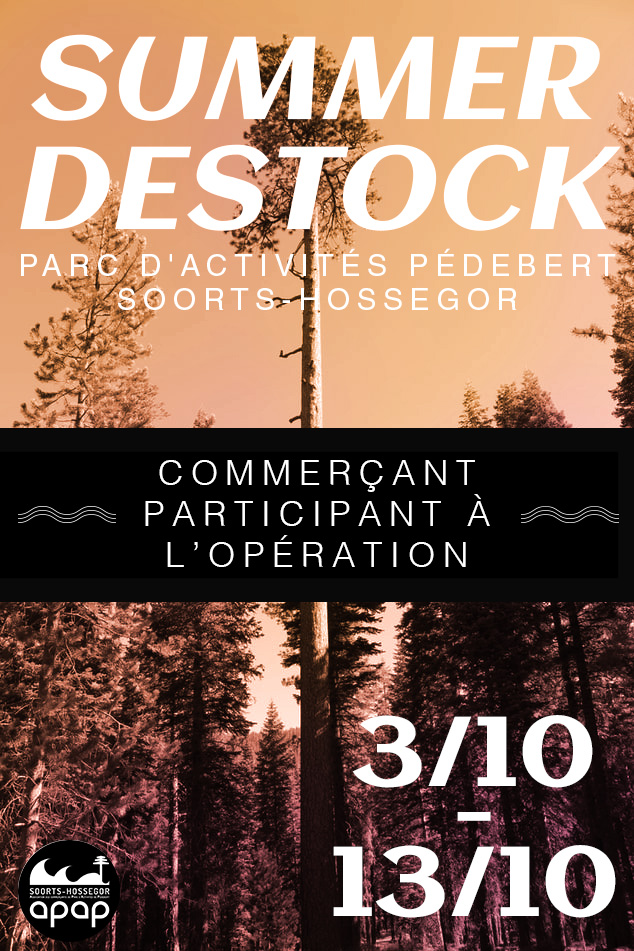 SUMMER
DESTOCK
PARC D'ACTIVITÉS PÉDEBERT
SOORTS-HOSSEGOR
COMMERÇANT
PARTICIPANT À
L’OPÉRATION
3/10
–
13/10
SOORTS-HOSSEGOR
apap